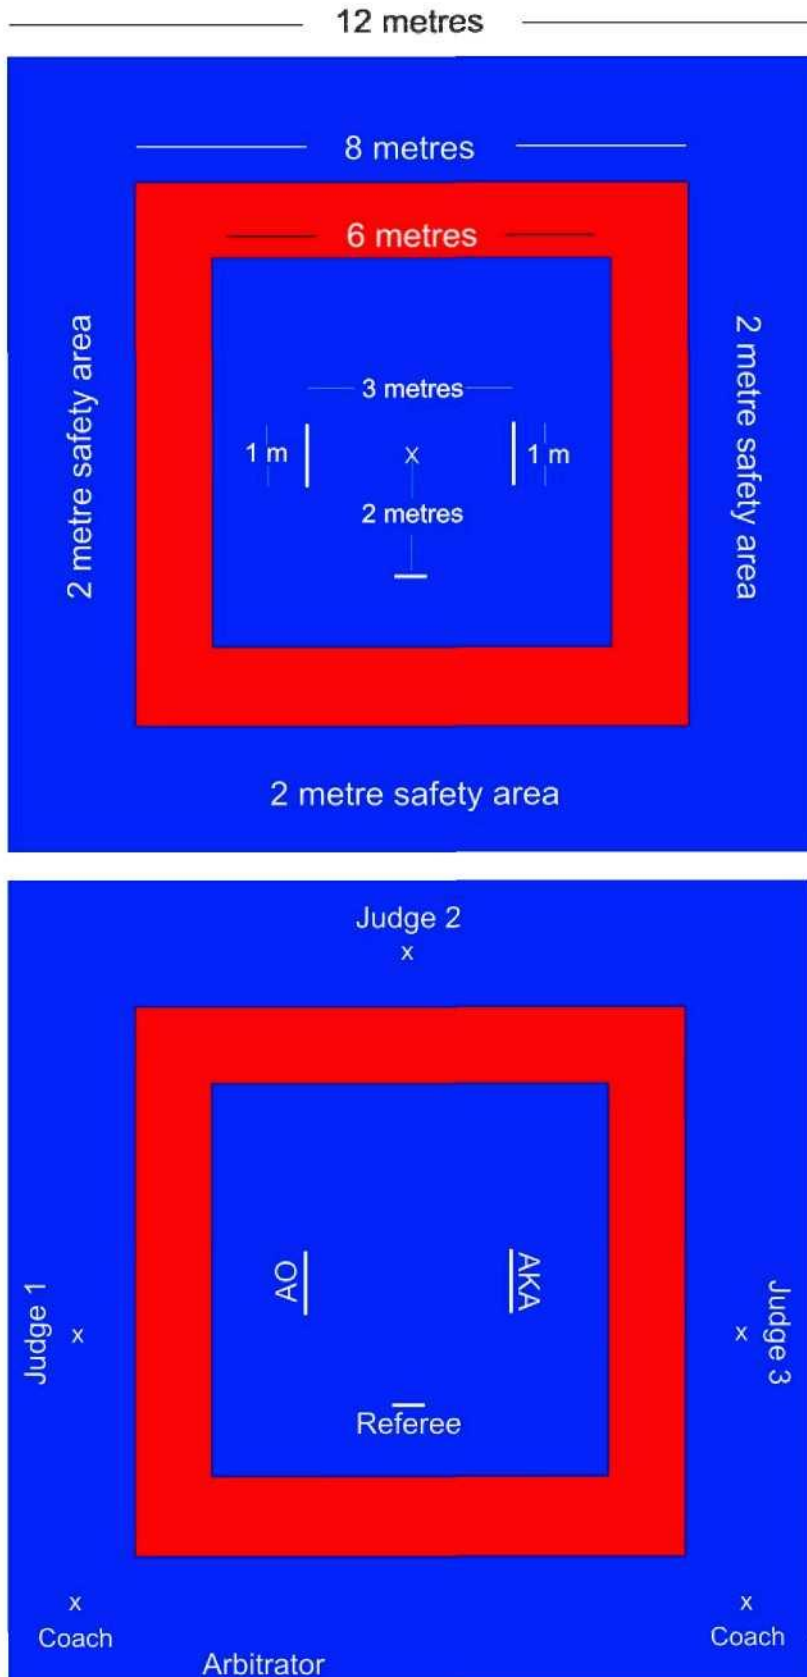 12 metres
8 metres
6 metres
2 metre safety area
2 metre safety area
3 metres
1 m
X
1 m
2 metres
2 metre safety area
Judge 2
x
AO
AKA
Judge 1
x
x
Judge 3
Referee
x
x
Coach
Coach
Arbitrator